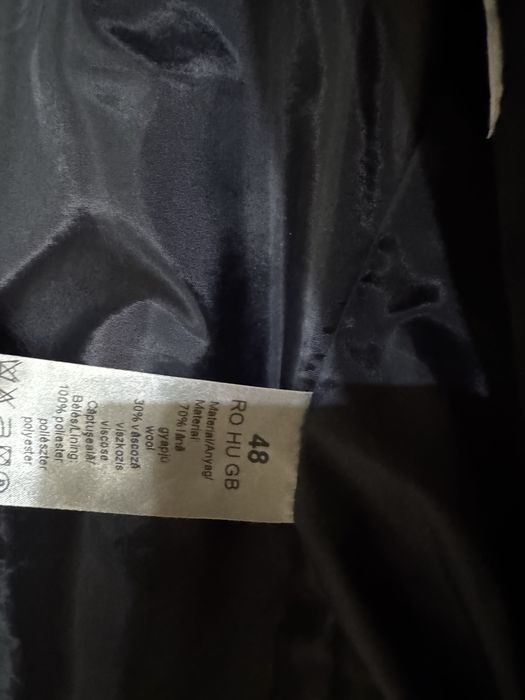 48
RO HU GB
Material/Anyag/
Material:
70% lână
gyapjú
wool
30% vâscoză
viszkózis
viscose
Căptușeală/
Bélés/Lining:
100% poliester
poliészter
polyester